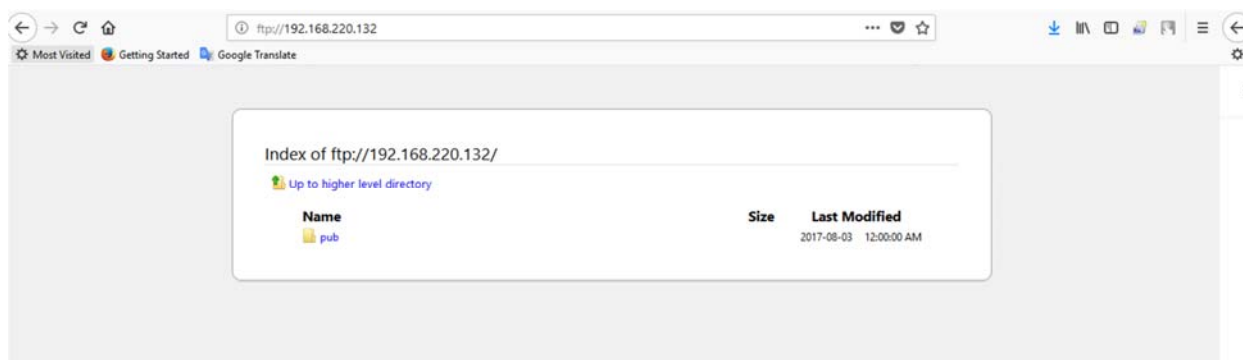 ftp://192.168.220.132
Most Visited Getting Started Google Translate
Index of ftp://192.168.220.132/
Up to higher level directory
Name Size Last Modified
pub 2017-08-03 12:00:00 AM